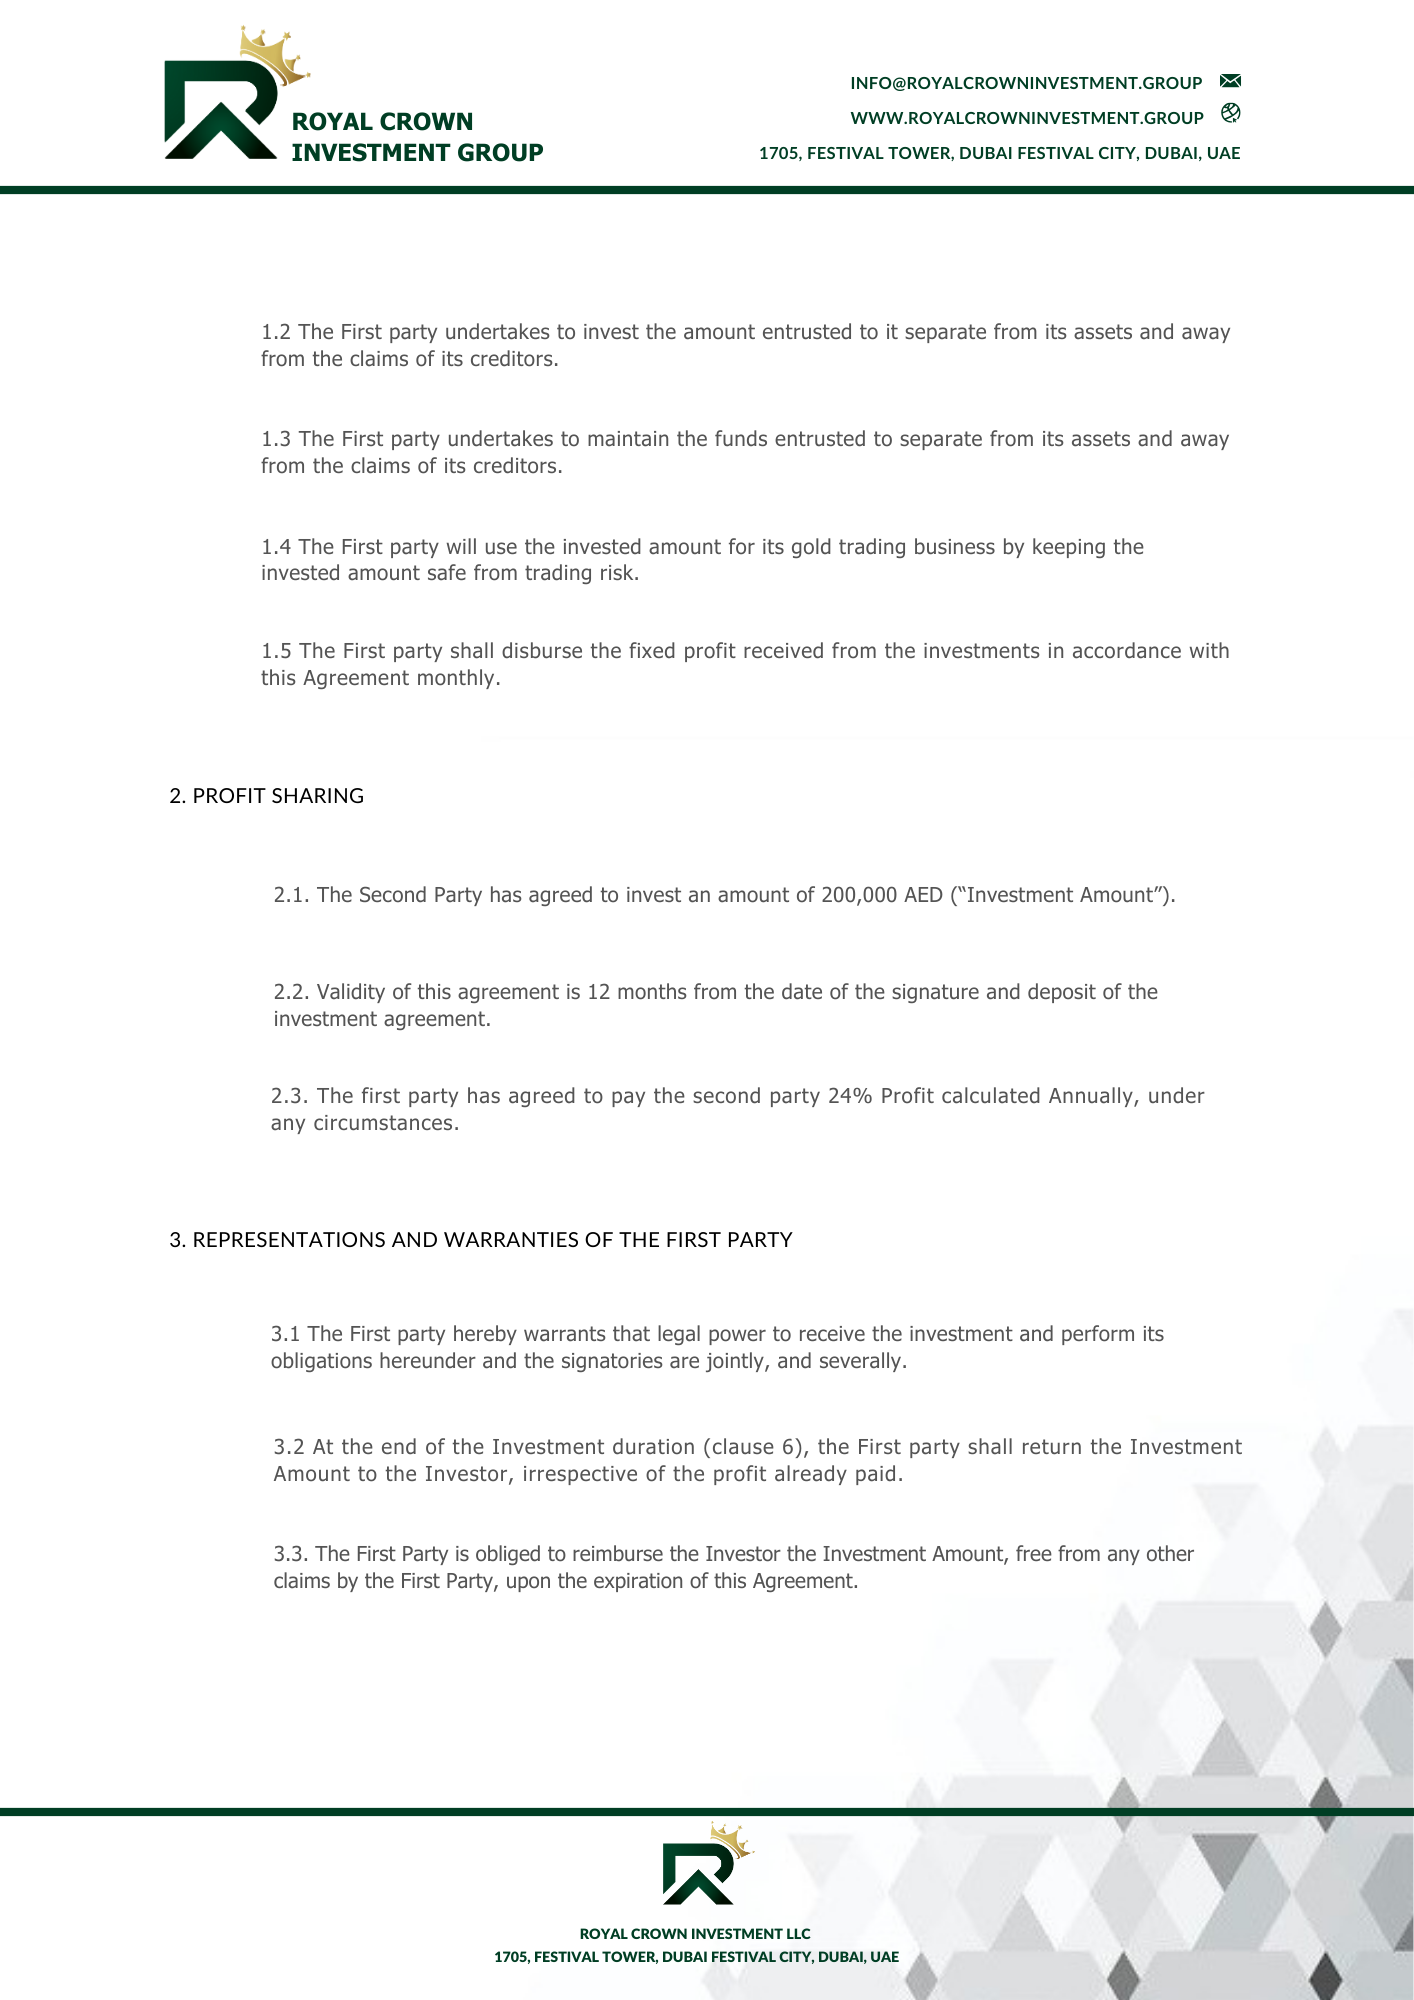 ROYAL CROWN
INVESTMENT GROUP
INFO@ROYALCROWNINVESTMENT.GROUP
WWW.ROYALCROWNINVESTMENT.GROUP
1705, FESTIVAL TOWER, DUBAI FESTIVAL CITY, DUBAI, UAE
1.2 The First party undertakes to invest the amount entrusted to it separate from its assets and away
from the claims of its creditors.
1.3 The First party undertakes to maintain the funds entrusted to separate from its assets and away
from the claims of its creditors.
1.4 The First party will use the invested amount for its gold trading business by keeping the
invested amount safe from trading risk.
1.5 The First party shall disburse the fixed profit received from the investments in accordance with
this Agreement monthly.
2. PROFIT SHARING
2.1. The Second Party has agreed to invest an amount of 200,000 AED (“Investment Amount”).
2.2. Validity of this agreement is 12 months from the date of the signature and deposit of the
investment agreement.
2.3. The first party has agreed to pay the second party 24% Profit calculated Annually, under
any circumstances.
3. REPRESENTATIONS AND WARRANTIES OF THE FIRST PARTY
3.1 The First party hereby warrants that legal power to receive the investment and perform its
obligations hereunder and the signatories are jointly, and severally.
3.2 At the end of the Investment duration (clause 6), the First party shall return the Investment
Amount to the Investor, irrespective of the profit already paid.
3.3. The First Party is obliged to reimburse the Investor the Investment Amount, free from any other
claims by the First Party, upon the expiration of this Agreement.
ROYAL CROWN INVESTMENT LLC
1705, FESTIVAL TOWER, DUBAI FESTIVAL CITY, DUBAI, UAE